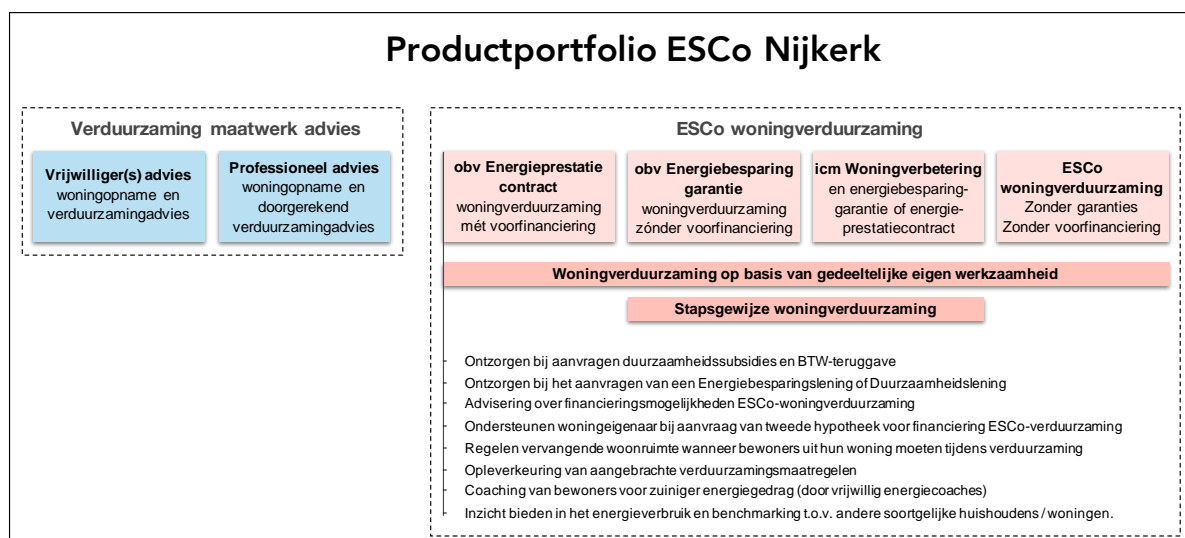 Productportfolio ESCo Nijkerk
Verduurzaming maatwerk advies
Vrijwilliger(s) advies
woningopname en
verduurzamingadvies
Professioneel advies
woningopname en
doorgerekend
verduurzamingadvies
ESCo woningverduurzaming
obv Energieprestatie
contract
woningverduurzaming
mét voorfinanciering
obv Energiebesparing
garantie
woningverduurzaming
zónder voorfinanciering
icm Woningverbetering
en energiebesparing-
garantie of energie-
prestatiecontract
ESCo
woningverduurzaming
Zonder garanties
Zonder voorfinanciering
Woningverduurzaming op basis van gedeeltelijke eigen werkzaamheid
Stapsgewijze woningverduurzaming
- Ontzorgen bij aanvragen duurzaamheidssubsidies en BTW-teruggave
- Ontzorgen bij het aanvragen van een Energiebesparingslening of Duurzaamheidslening
- Advisering over financieringsmogelijkheden ESCo-woningverduurzaming
- Ondersteunen woningeigenaar bij aanvraag van tweede hypotheek voor financiering ESCo-verduurzaming
- Regelen vervangende woonruimte wanneer bewoners uit hun woning moeten tijdens verduurzaming
- Opleverkeuring van aangebrachte verduurzamingsmaatregelen
- Coaching van bewoners voor zuiniger energiegedrag (door vrijwillig energiecoaches)
- Inzicht bieden in het energieverbruik en benchmarking t.o.v. andere soortgelijke huishoudens / woningen.